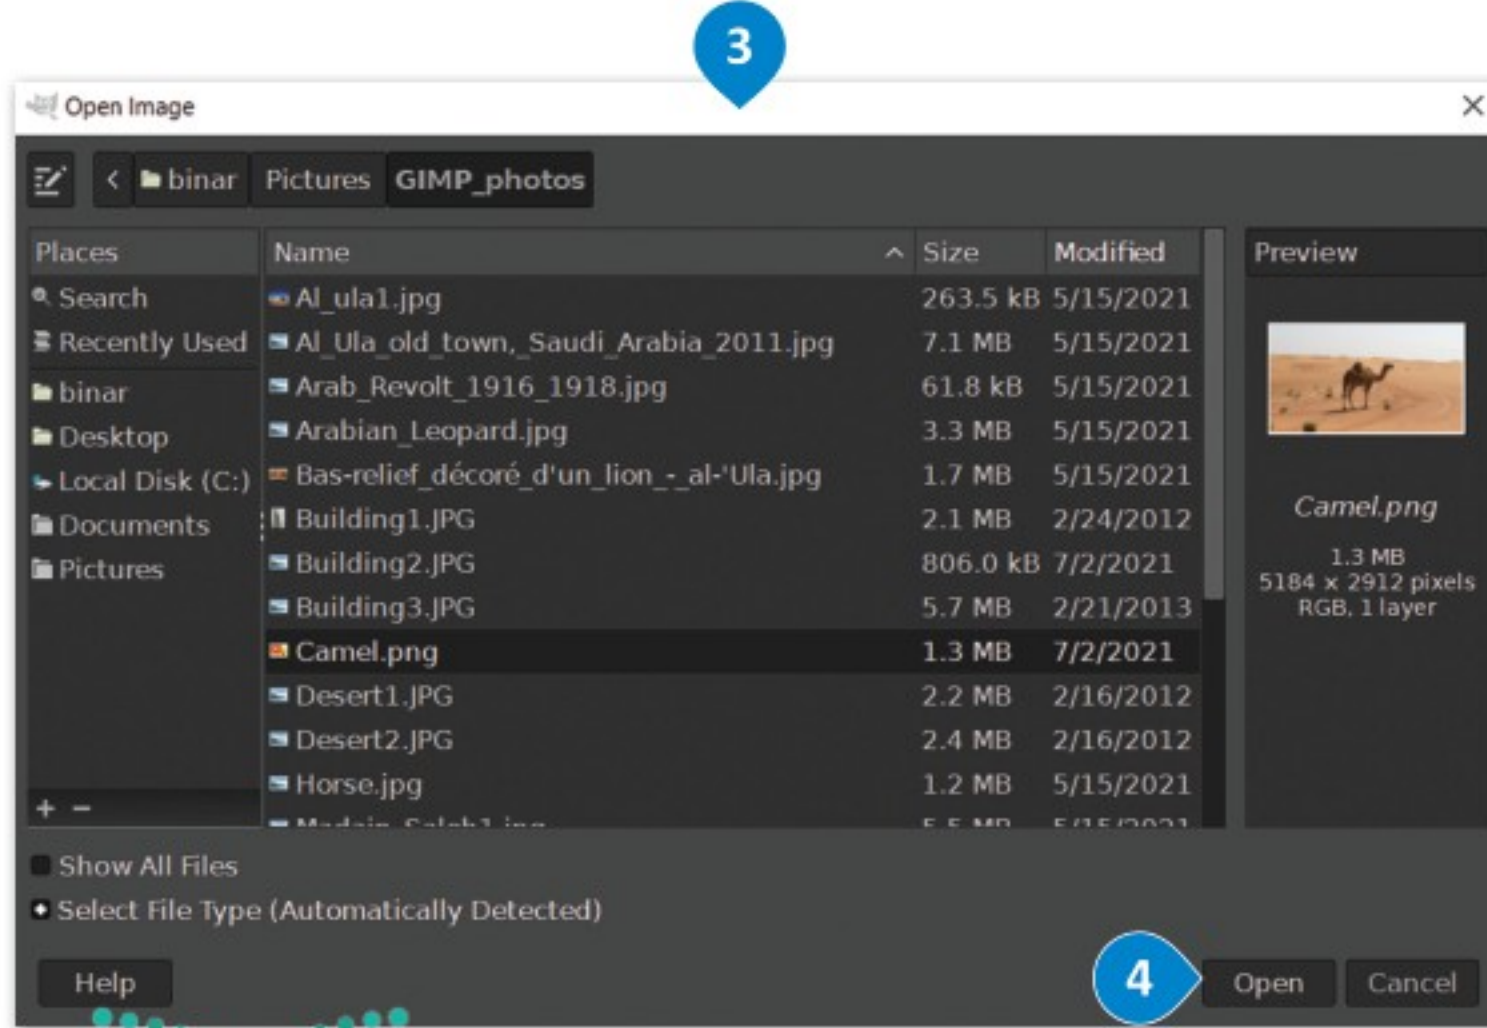 3
Open Image
binar Pictures GIMP_photos
Places Name Size Modified Preview
Search Al_ula1.jpg 263.5 kB 5/15/2021
Recently Used Al_Ula_old_town,_Saudi_Arabia_2011.jpg 7.1 MB 5/15/2021
binar Arab_Revolt_1916_1918.jpg 61.8 kB 5/15/2021
Desktop Arabian_Leopard.jpg 3.3 MB 5/15/2021
Local Disk (C:) Bas-relief_décoré_d'un_lion_-_al-'Ula.jpg 1.7 MB 5/15/2021
Documents Building1.JPG 2.1 MB 2/24/2012
Pictures Building2.JPG 806.0 kB 7/2/2021
Building3.JPG 5.7 MB 2/21/2013
Camel.png 1.3 MB 7/2/2021
Desert1.JPG 2.2 MB 2/16/2012
Desert2.JPG 2.4 MB 2/16/2012
Horse.jpg 1.2 MB 5/15/2021
Camel.png
1.3 MB
5184 x 2912 pixels
RGB, 1 layer
+ −
Show All Files
Select File Type (Automatically Detected)
Help 4 Open Cancel